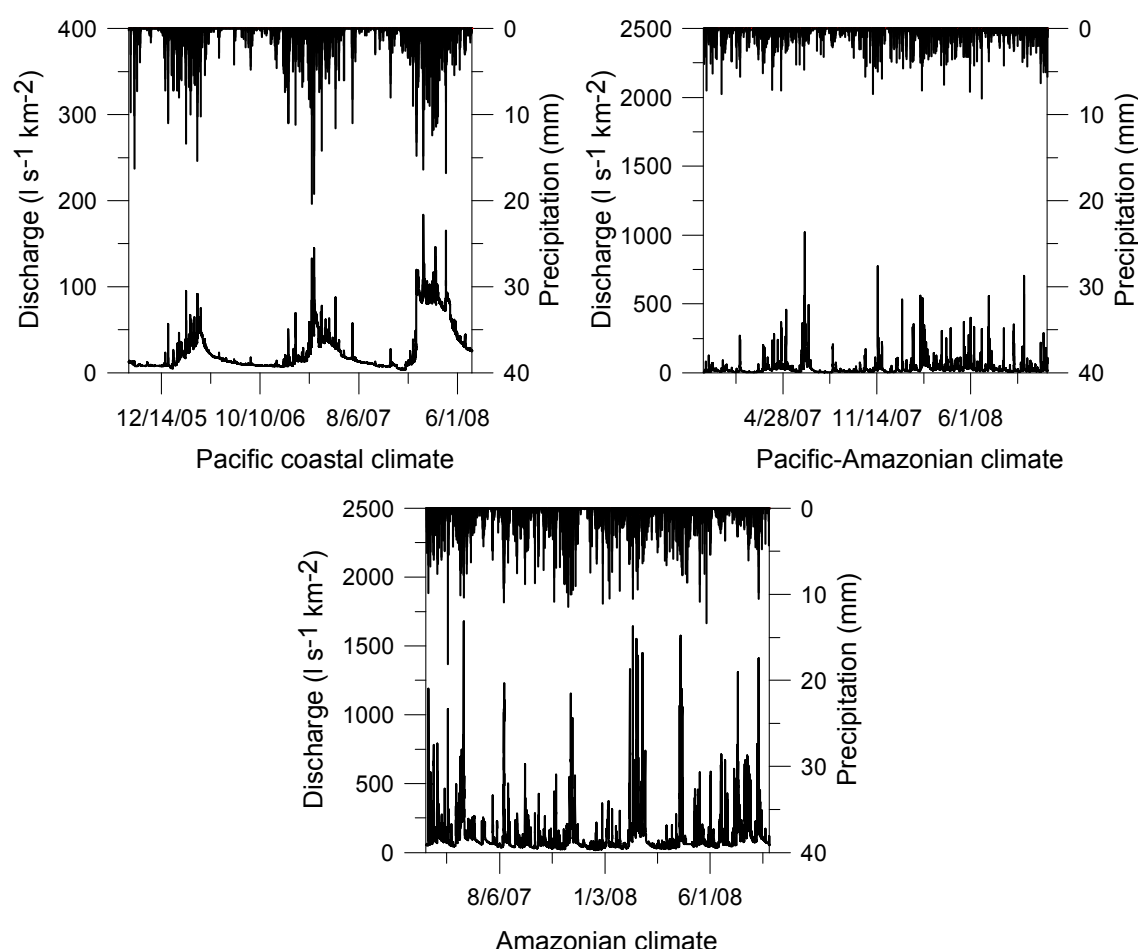 400
300
200
100
0
Discharge (l s-1 km-2)
0
10
20
30
40
Precipitation (mm)
12/14/05 10/10/06 8/6/07 6/1/08
Pacific coastal climate
2500
2000
1500
1000
500
0
Discharge (l s-1 km-2)
0
10
20
30
40
Precipitation (mm)
4/28/07 11/14/07 6/1/08
Pacific-Amazonian climate
2500
2000
1500
1000
500
0
Discharge (l s-1 km-2)
0
10
20
30
40
Precipitation (mm)
8/6/07 1/3/08 6/1/08
Amazonian climate